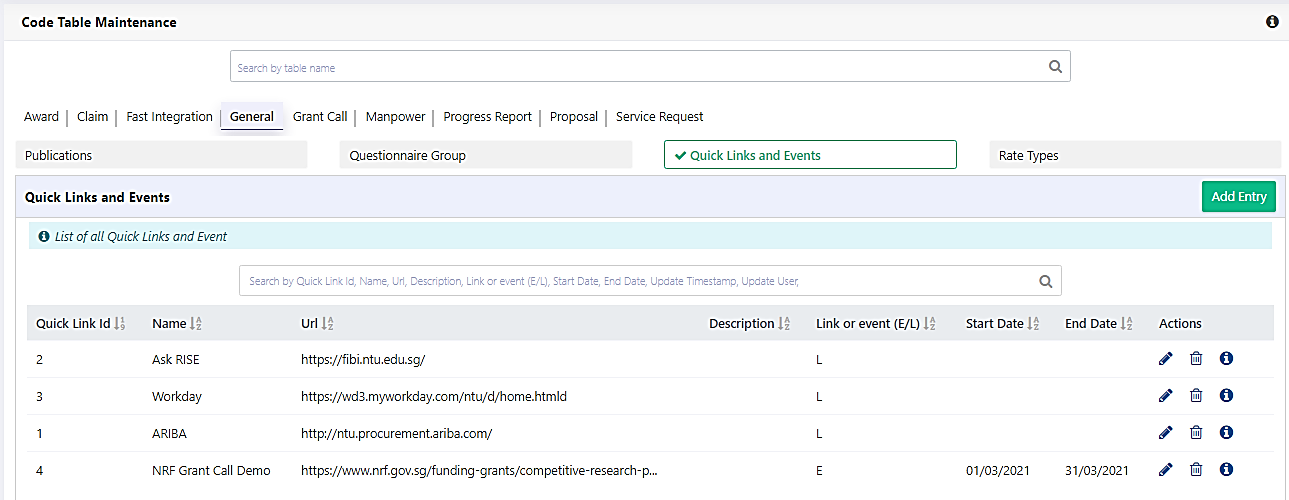 Code Table Maintenance
Search by table name
Award | Claim | Fast Integration | General Grant Call | Manpower | Progress Report | Proposal | Service Request
Publications Questionnaire Group Quick Links and Events Rate Types
Quick Links and Events Add Entry
List of all Quick Links and Event
Search by Quick Link Id, Name, Url, Description, Link or event (E/L), Start Date, End Date, Update Timestamp, Update User,
Quick Link Id Name Url Description Link or event (E/L) Start Date End Date Actions
2 Ask RISE https://fibi.ntu.edu.sg/ L
3 Workday https://wd3.myworkday.com/ntu/d/home.htmld L
1 ARIBA http://ntu.procurement.ariba.com/ L
4 NRF Grant Call Demo https://www.nrf.gov.sg/funding-grants/competitive-research-p... E 01/03/2021 31/03/2021